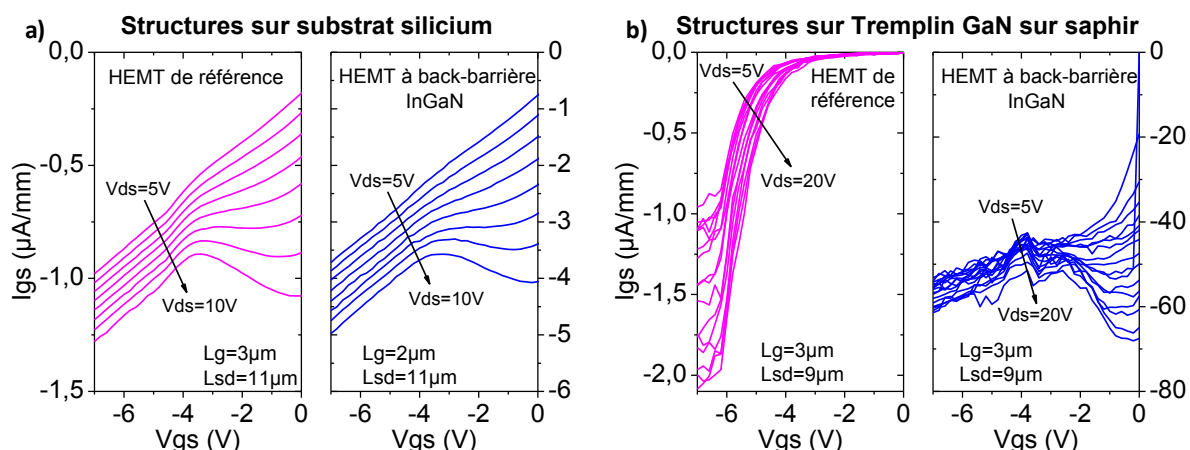 a)
Structures sur substrat silicium
HEMT de référence
Vds=5V
Vds=10V
Lg=3µm
Lsd=11µm
0,0
-0,5
-1,0
-1,5
Igs (µA/mm)
-6
-4
-2
0
Vgs (V)
HEMT à back-barrière
InGaN
Vds=5V
Vds=10V
Lg=2µm
Lsd=11µm
0
-1
-2
-3
-4
-5
-6
-6
-4
-2
0
Vgs (V)
b)
Structures sur Tremplin GaN sur saphir
Vds=5V
HEMT de
référence
Vds=20V
Lg=3µm
Lsd=9µm
0,0
-0,5
-1,0
-1,5
-2,0
Igs (µA/mm)
-6
-4
-2
0
Vgs (V)
HEMT à back-barrière
InGaN
Vds=5V
Vds=20V
Lg=3µm
Lsd=9µm
0
-20
-40
-60
-80
-6
-4
-2
0
Vgs (V)